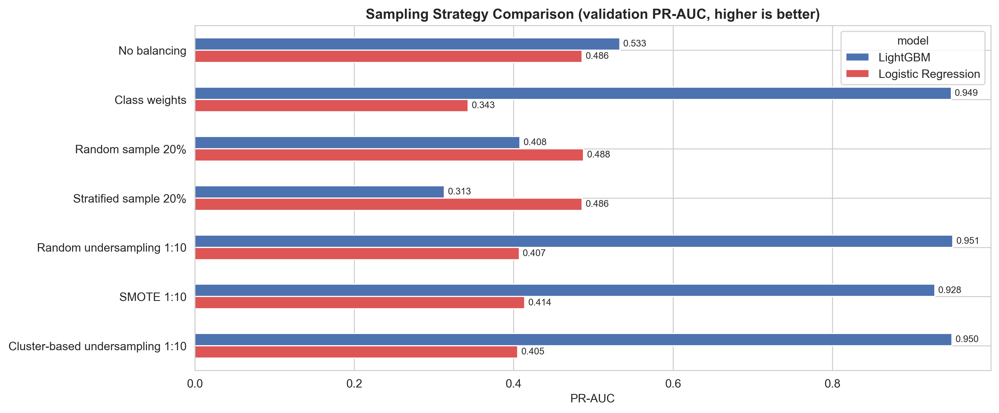 Sampling Strategy Comparison (validation PR-AUC, higher is better)
model
LightGBM
Logistic Regression
No balancing
0.533
0.486
Class weights
0.949
0.343
Random sample 20%
0.408
0.488
Stratified sample 20%
0.313
0.486
Random undersampling 1:10
0.951
0.407
SMOTE 1:10
0.928
0.414
Cluster-based undersampling 1:10
0.950
0.405
0.0 0.2 0.4 0.6 0.8
PR-AUC